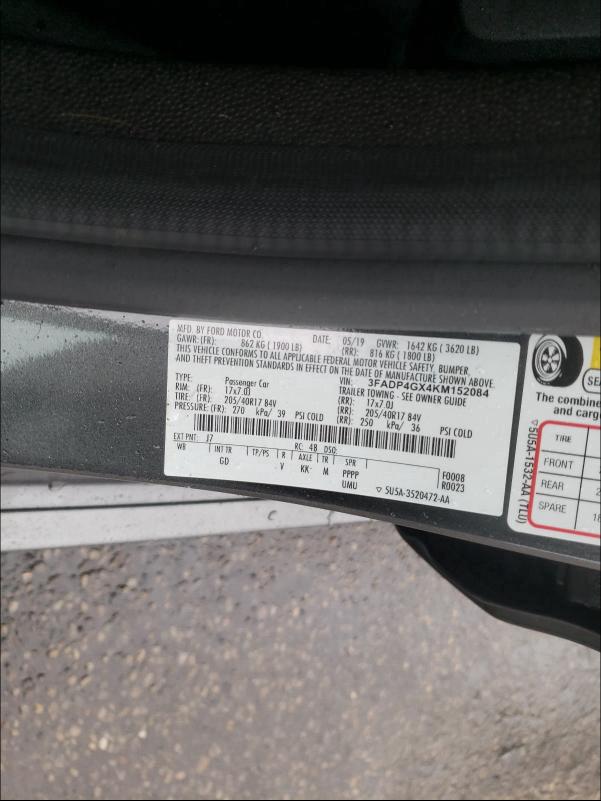 MFD. BY FORD MOTOR CO.
DATE: 05/19 GVWR: 1642 KG ( 3620 LB)
GAWR: (FR): 862 KG ( 1900 LB) (RR): 816 KG ( 1800 LB)
THIS VEHICLE CONFORMS TO ALL APPLICABLE FEDERAL MOTOR VEHICLE SAFETY, BUMPER,
AND THEFT PREVENTION STANDARDS IN EFFECT ON THE DATE OF MANUFACTURE SHOWN ABOVE.
VIN: 3FADP4GX4KM152084
TYPE: Passenger Car TRAILER TOWING - SEE OWNER GUIDE
RIM: (FR): 17x7.0J (RR): 17x7.0J
TIRE: (FR): 205/40R17 84V (RR): 205/40R17 84V
PRESSURE: (FR) 270 kPa/ 39 PSI COLD (RR): 250 kPa/ 36 PSI COLD
EXT PNT: J7 RC: 48 DSO:
WB INT TR TP/PS R AXLE TR SPR F0008
GD V KK- M PPPP R0023
UMU
5U5A-3520472-AA
5U5A-1532-AA (TLU)
The combine
and cargo
TIRE
FRONT
REAR 2
SPARE 18